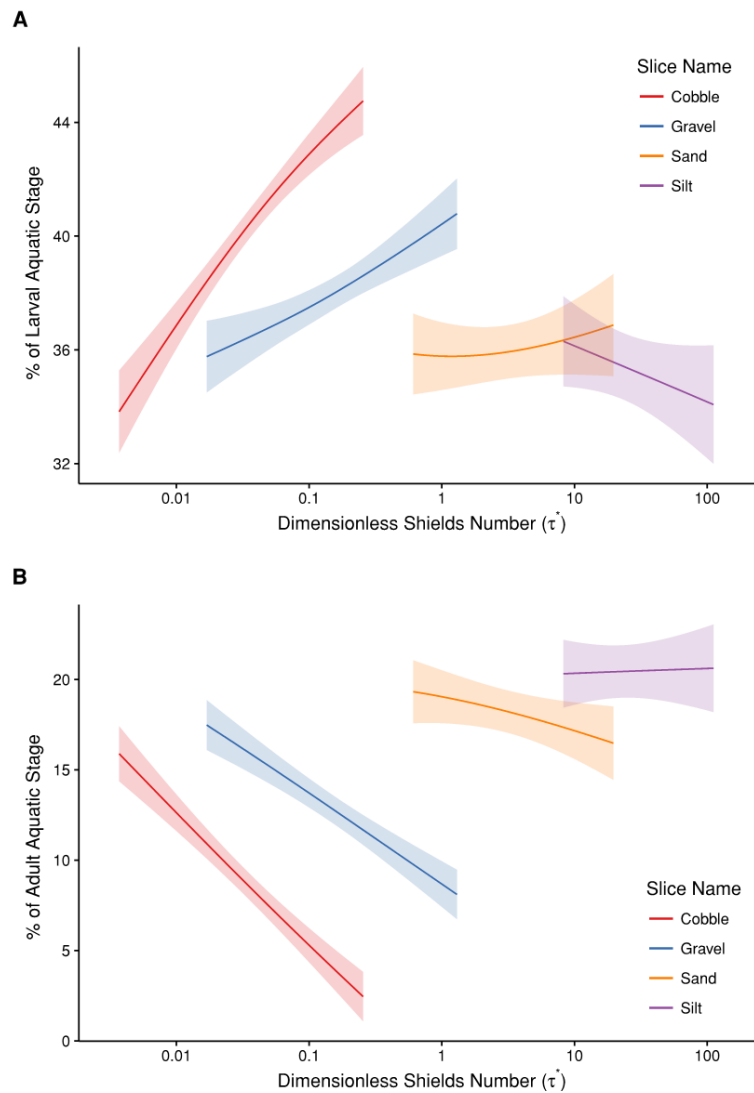 A
Slice Name
Cobble
Gravel
Sand
Silt
44
40
36
32
% of Larval Aquatic Stage
0.01 0.1 1 10 100
Dimensionless Shields Number (τ*)
B
20
15
10
5
0
% of Adult Aquatic Stage
Slice Name
Cobble
Gravel
Sand
Silt
0.01 0.1 1 10 100
Dimensionless Shields Number (τ*)